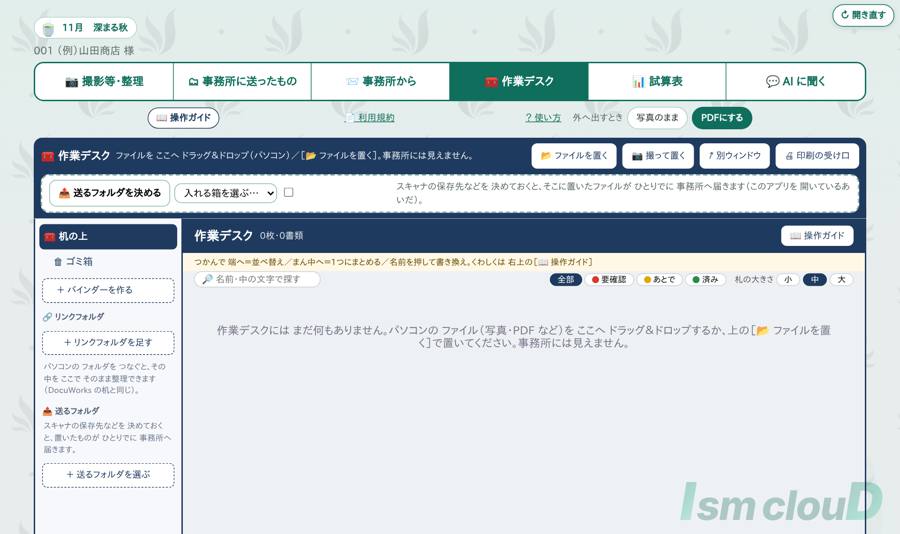 11月 深まる秋
↻ 開き直す
001 (例)山田商店 様
📷 撮影等・整理
🗂 事務所に送ったもの
📨 事務所から
🧰 作業デスク
📊 試算表
💬 AI に聞く
📖 操作ガイド
📄 利用規約
? 使い方
外へ出すとき
写真のまま
PDFにする
🧰 作業デスク ファイルを ここへ ドラッグ&ドロップ(パソコン)/[📂 ファイルを置く]。事務所には見えません。
📂 ファイルを置く
📷 撮って置く
⤴ 別ウィンドウ
🖨 印刷の受け口
📤 送るフォルダを決める
入れる箱を選ぶ…
スキャナの保存先などを 決めておくと、そこに置いたファイルが ひとりでに 事務所へ届きます(このアプリを 開いているあ
いだ)。
🧰 机の上
🗑 ゴミ箱
+ バインダーを作る
🔗 リンクフォルダ
+ リンクフォルダを足す
パソコンの フォルダを つなぐと、その
中を ここで そのまま整理できます
(DocuWorks の机と同じ)。
📤 送るフォルダ
スキャナの保存先などを 決めておく
と、置いたものが ひとりでに 事務所へ
届きます。
+ 送るフォルダを選ぶ
作業デスク 0枚・0書類
📖 操作ガイド
つかんで 端へ=並べ替え/まん中へ=1つにまとめる/名前を押して書き換え。くわしくは 右上の[📖 操作ガイド]
🔎 名前・中の文字で探す
全部
要確認
あとで
済み
札の大きさ
小
中
大
作業デスクには まだ何もありません。パソコンの ファイル(写真・PDF など)を ここへ ドラッグ&ドロップするか、上の[📂 ファイルを置
く]で置いてください。事務所には見えません。
Ism clouD